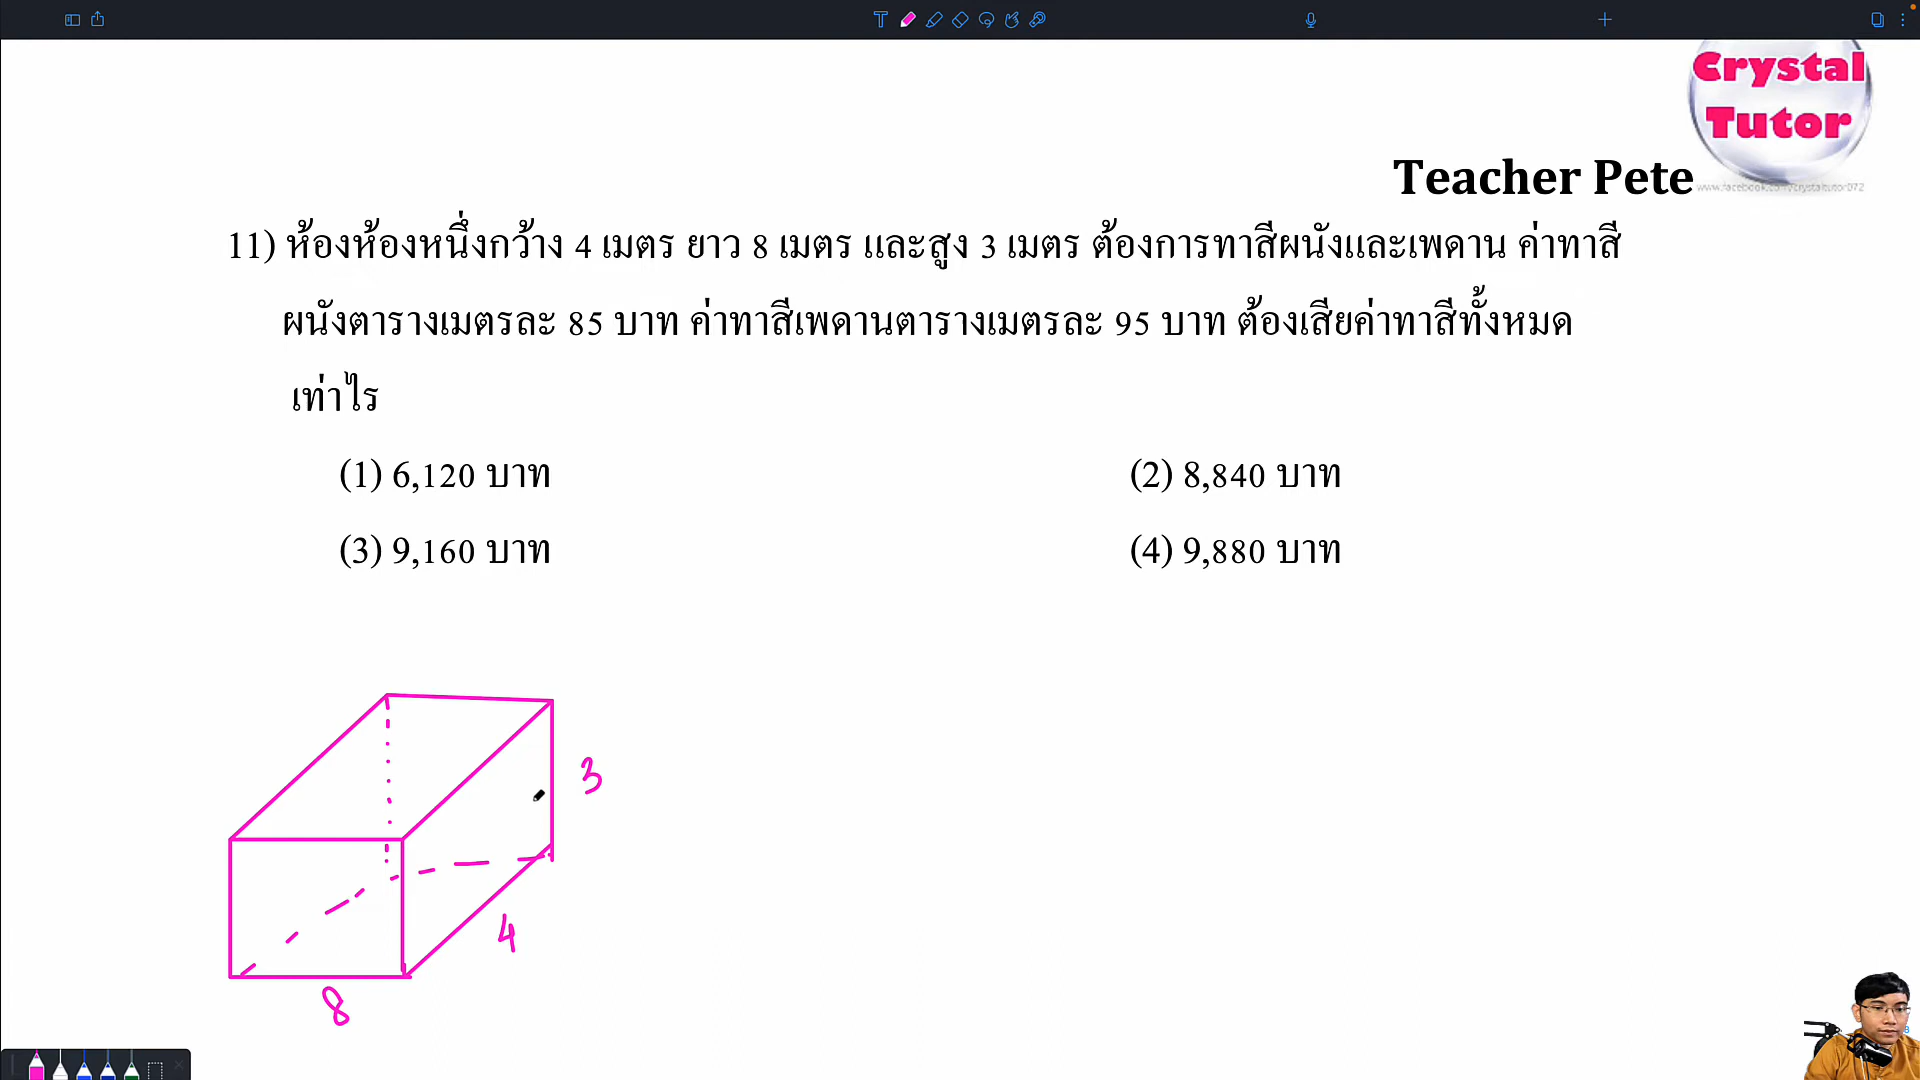 Crystal
Tutor
Teacher Pete
www.facebook.com/crystaltutor072
11) ห้องห้องหนึ่งกว้าง 4 เมตร ยาว 8 เมตร และสูง 3 เมตร ต้องการทาสีผนังและเพดาน ค่าทาสี
ผนังตารางเมตรละ 85 บาท ค่าทาสีเพดานตารางเมตรละ 95 บาท ต้องเสียค่าทาสีทั้งหมด
เท่าไร
(1) 6,120 บาท
(2) 8,840 บาท
(3) 9,160 บาท
(4) 9,880 บาท
3
4
8